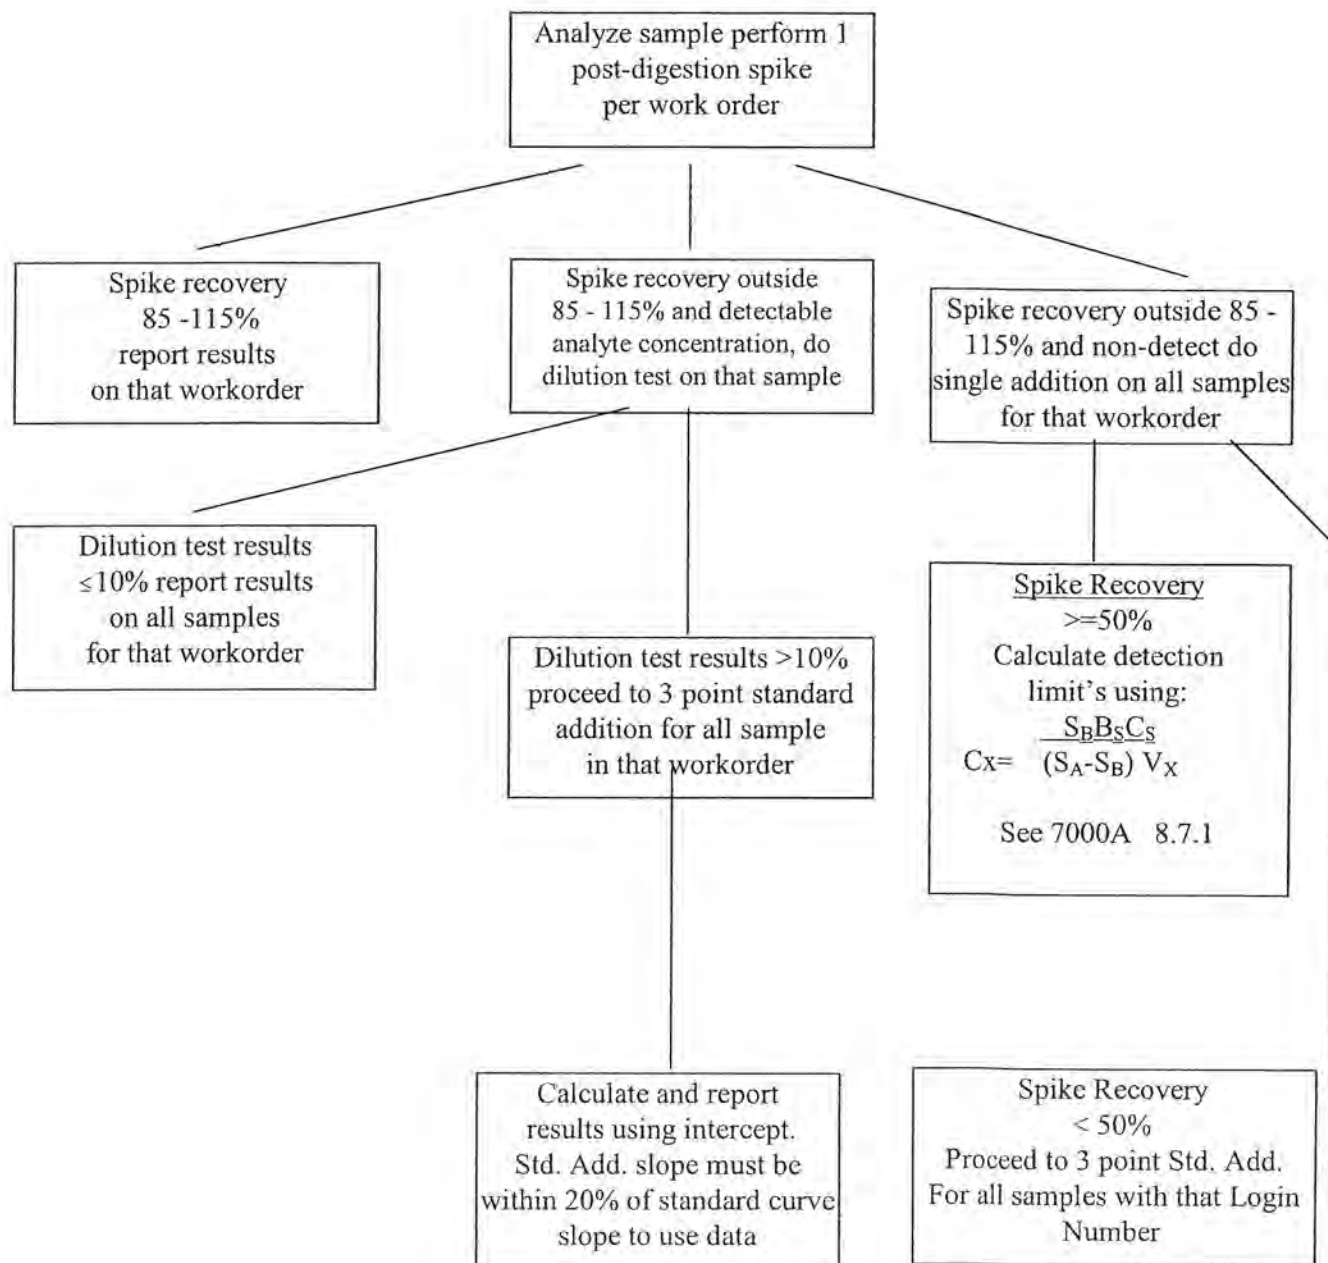 Analyze sample perform 1
post-digestion spike
per work order
Spike recovery
85 -115%
report results
on that workorder
Spike recovery outside
85 - 115% and detectable
analyte concentration, do
dilution test on that sample
Spike recovery outside 85 -
115% and non-detect do
single addition on all samples
for that workorder
Dilution test results
≤10% report results
on all samples
for that workorder
Dilution test results >10%
proceed to 3 point standard
addition for all sample
in that workorder
Spike Recovery
>=50%
Calculate detection
limit's using:
S_B B_S C_S
Cx= (S_A-S_B) V_X
See 7000A 8.7.1
Calculate and report
results using intercept.
Std. Add. slope must be
within 20% of standard curve
slope to use data
Spike Recovery
< 50%
Proceed to 3 point Std. Add.
For all samples with that Login
Number